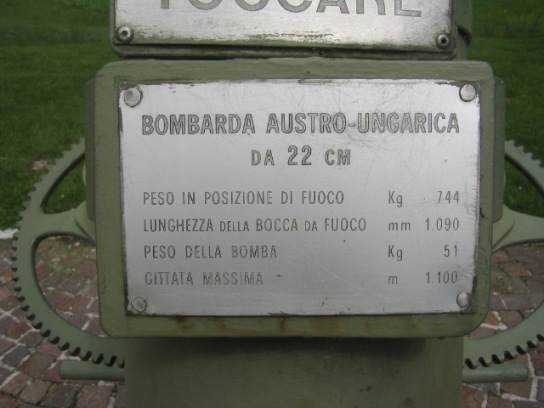 TOCCARE
BOMBARDA AUSTRO-UNGARICA
DA 22 CM
PESO IN POSIZIONE DI FUOCO Kg 744
LUNGHEZZA DELLA BOCCA DA FUOCO mm 1.090
PESO DELLA BOMBA Kg 51
GITTATA MASSIMA m 1.100